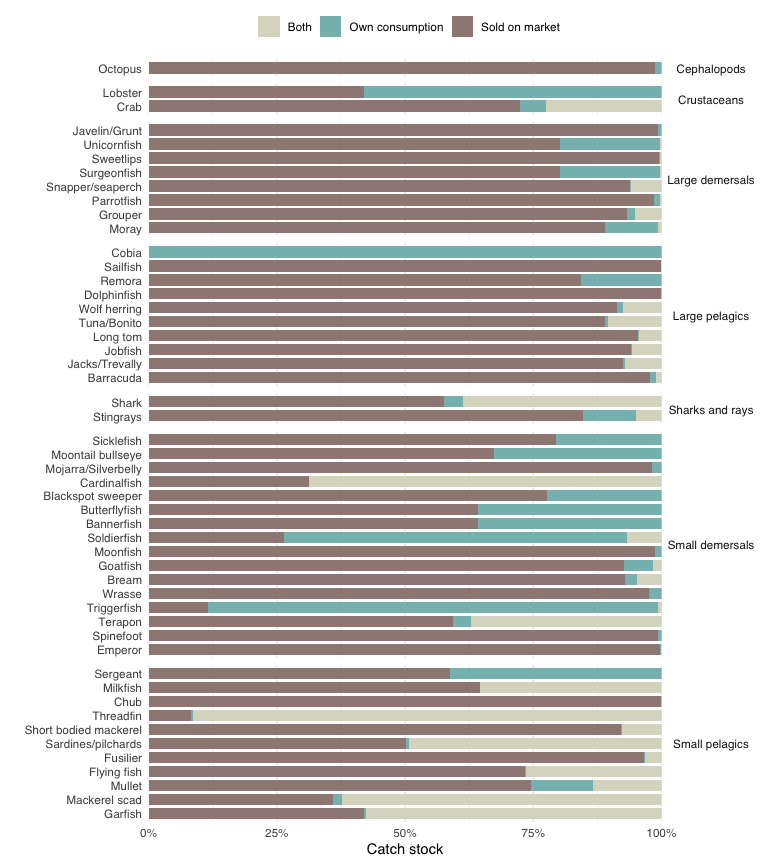 Both Own consumption Sold on market
Octopus
Cephalopods
Lobster
Crab
Crustaceans
Javelin/Grunt
Unicornfish
Sweetlips
Surgeonfish
Snapper/seaperch
Parrotfish
Grouper
Moray
Large demersals
Cobia
Sailfish
Remora
Dolphinfish
Wolf herring
Tuna/Bonito
Long tom
Jobfish
Jacks/Trevally
Barracuda
Large pelagics
Shark
Stingrays
Sharks and rays
Sicklefish
Moontail bullseye
Mojarra/Silverbelly
Cardinalfish
Blackspot sweeper
Butterflyfish
Bannerfish
Soldierfish
Moonfish
Goatfish
Bream
Wrasse
Triggerfish
Terapon
Spinefoot
Emperor
Small demersals
Sergeant
Milkfish
Chub
Threadfin
Short bodied mackerel
Sardines/pilchards
Fusilier
Flying fish
Mullet
Mackerel scad
Garfish
Small pelagics
0% 25% 50% 75% 100%
Catch stock